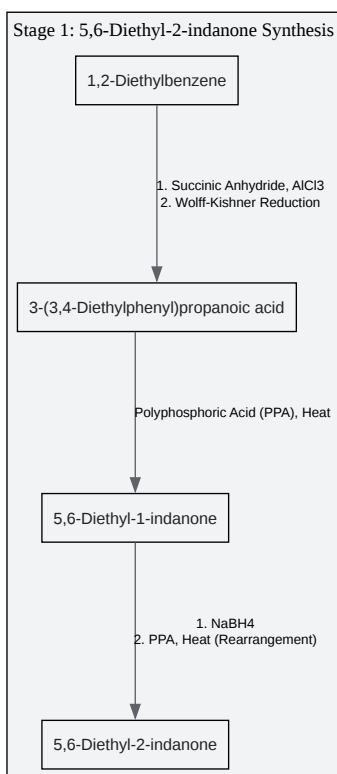 Stage 1: 5,6-Diethyl-2-indanone Synthesis
1,2-Diethylbenzene
1. Succinic Anhydride, AlCl3
2. Wolff-Kishner Reduction
3-(3,4-Diethylphenyl)propanoic acid
Polyphosphoric Acid (PPA), Heat
5,6-Diethyl-1-indanone
1. NaBH4
2. PPA, Heat (Rearrangement)
5,6-Diethyl-2-indanone